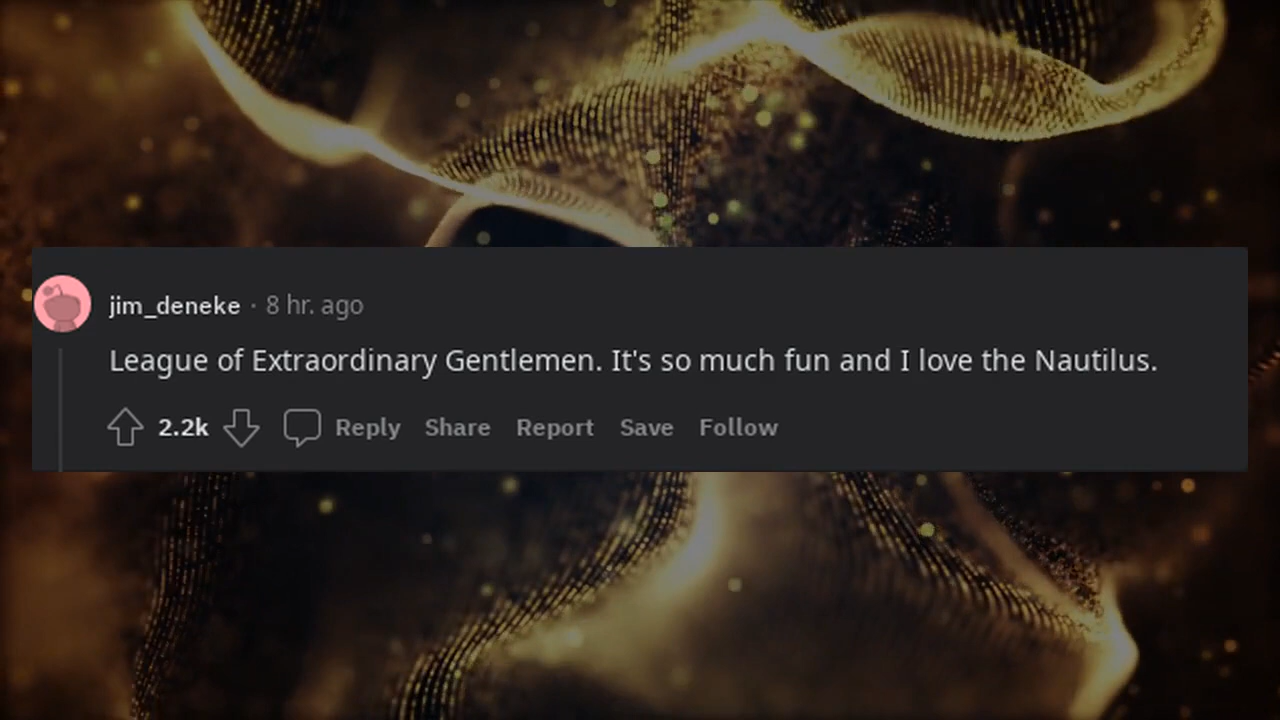 jim_deneke · 8 hr. ago
League of Extraordinary Gentlemen. It's so much fun and I love the Nautilus.
2.2k Reply Share Report Save Follow